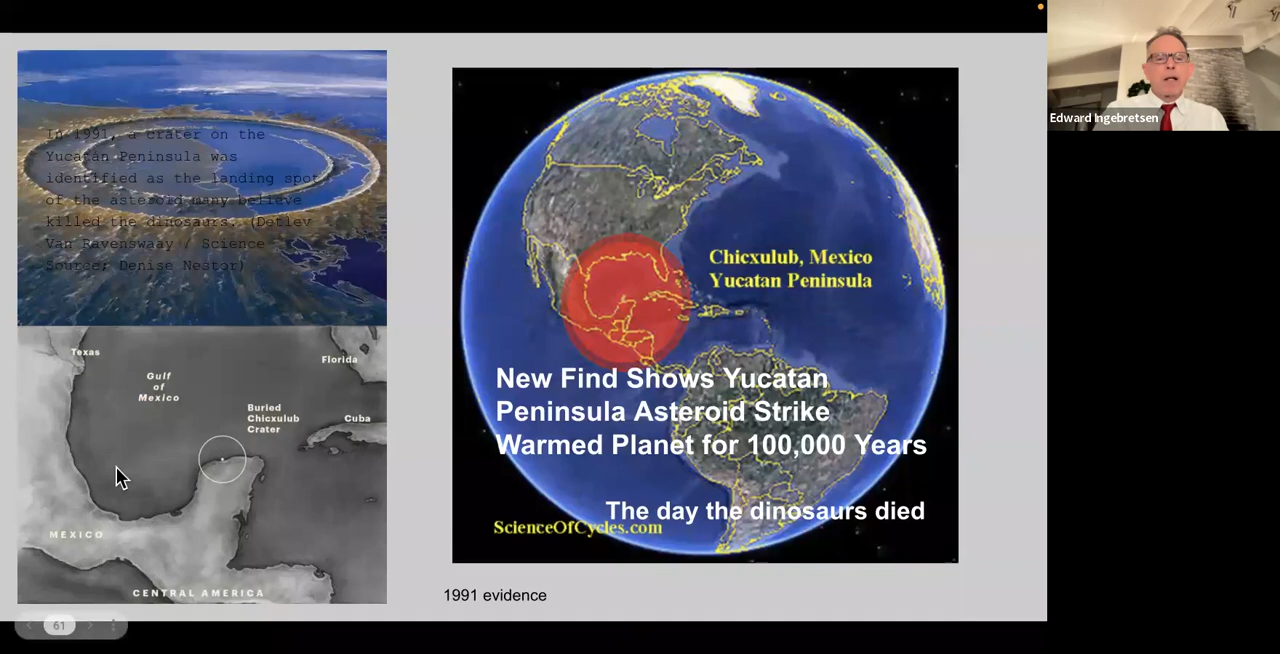 In 1991, a crater on the
Yucatán Peninsula was
identified as the landing spot
of the asteroid many believe
killed the dinosaurs. (Detlev
Van Ravenswaay / Science
Source; Denise Nestor)
Texas
Florida
Gulf
of
Mexico
Buried
Chicxulub
Crater
Cuba
MEXICO
CENTRAL AMERICA
Chicxulub, Mexico
Yucatan Peninsula
New Find Shows Yucatan
Peninsula Asteroid Strike
Warmed Planet for 100,000 Years
The day the dinosaurs died
ScienceOfCycles.com
1991 evidence
61
Edward Ingebretsen